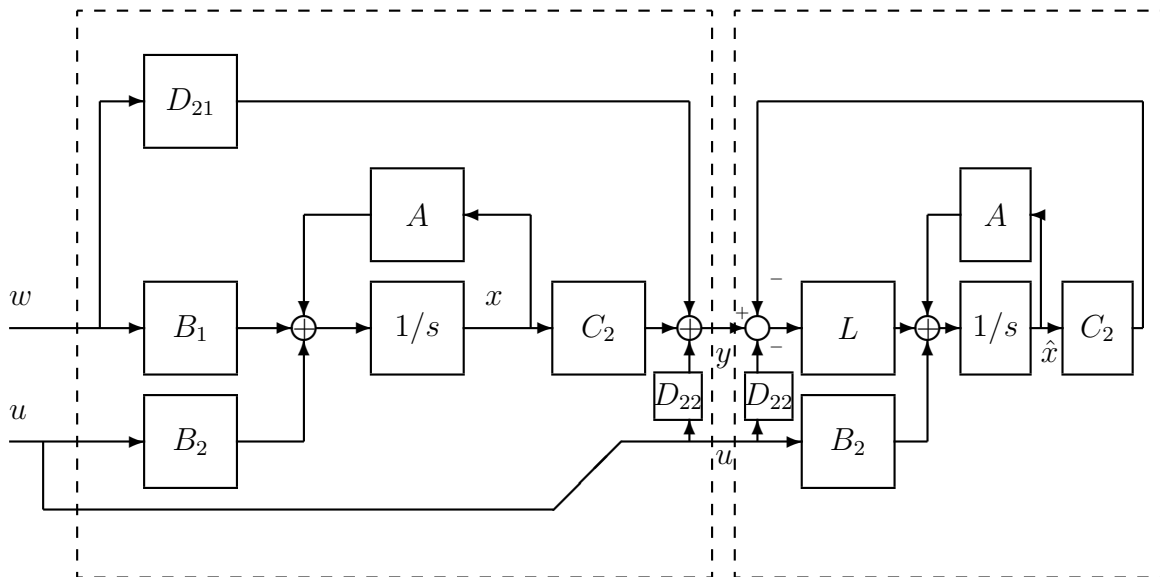 D₂₁
A
A
w
B₁
1/s
x
C₂
+
−
L
1/s
x̂
C₂
y
−
D₂₂
D₂₂
u
B₂
u
B₂